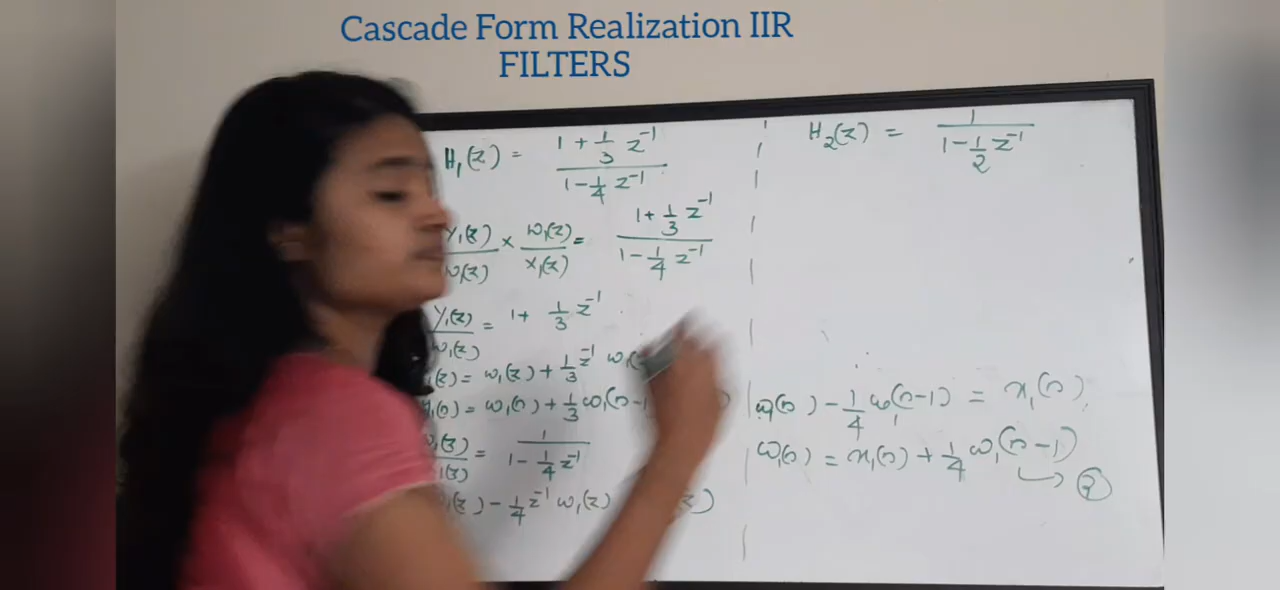 Cascade Form Realization IIR
FILTERS
H₁(z) = (1 + 1/3 z⁻¹) / (1 - 1/4 z⁻¹)
Y₁(z)/W₁(z) × W₁(z)/X₁(z) = (1 + 1/3 z⁻¹) / (1 - 1/4 z⁻¹)
Y₁(z)/W₁(z) = 1 + 1/3 z⁻¹
(z) = W₁(z) + 1/3 z⁻¹ W₁(
(n) = W₁(n) + 1/3 W₁(n-1
W₁(z)/(z) = 1 / (1 - 1/4 z⁻¹)
(z) - 1/4 z⁻¹ W₁(z) z)
H₂(z) = 1 / (1 - 1/2 z⁻¹)
W₁(n) - 1/4 W₁(n-1) = x₁(n)
W₁(n) = x₁(n) + 1/4 W₁(n-1)
→ ②